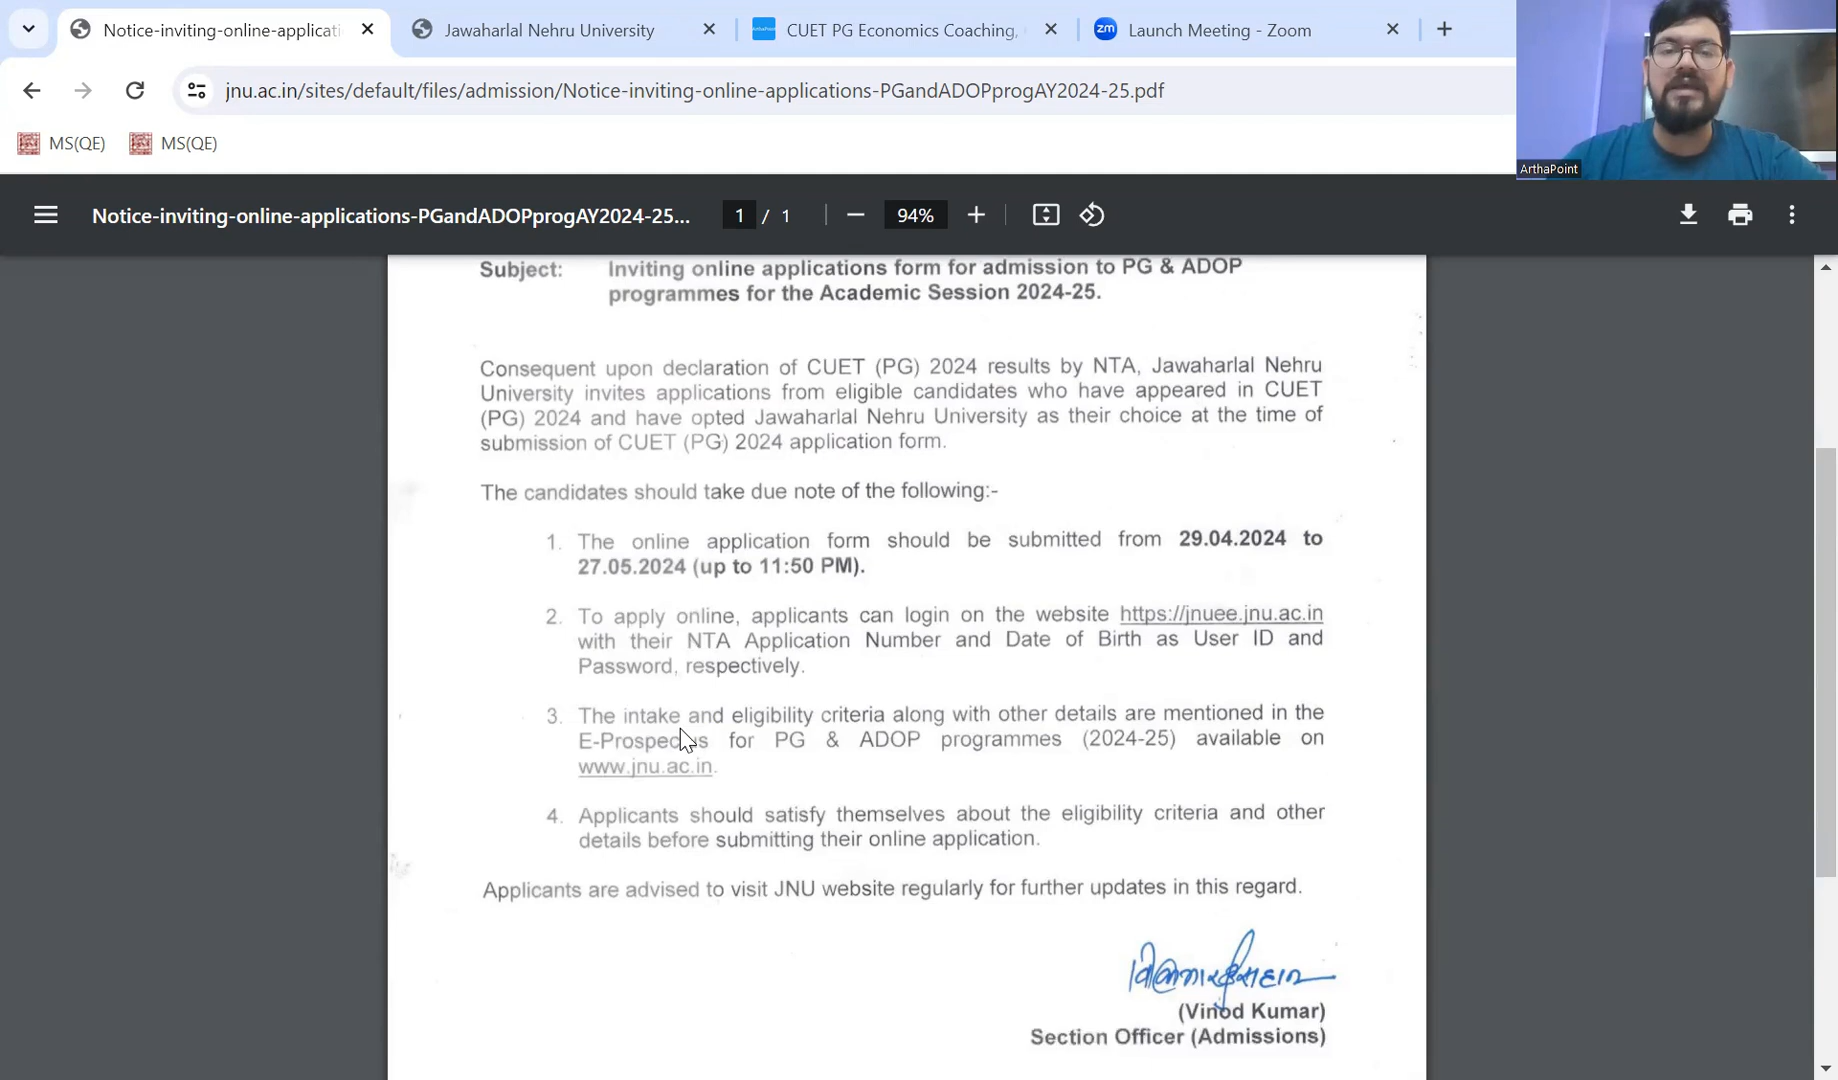 Notice-inviting-online-applicati
Jawaharlal Nehru University
CUET PG Economics Coaching,
zm Launch Meeting - Zoom
jnu.ac.in/sites/default/files/admission/Notice-inviting-online-applications-PGandADOPprogAY2024-25.pdf
MS(QE)
MS(QE)
ArthaPoint
Notice-inviting-online-applications-PGandADOPprogAY2024-25...
1 / 1
94%
Subject: Inviting online applications form for admission to PG & ADOP
programmes for the Academic Session 2024-25.
Consequent upon declaration of CUET (PG) 2024 results by NTA, Jawaharlal Nehru
University invites applications from eligible candidates who have appeared in CUET
(PG) 2024 and have opted Jawaharlal Nehru University as their choice at the time of
submission of CUET (PG) 2024 application form.
The candidates should take due note of the following:-
1. The online application form should be submitted from 29.04.2024 to
27.05.2024 (up to 11:50 PM).
2. To apply online, applicants can login on the website https://jnuee.jnu.ac.in
with their NTA Application Number and Date of Birth as User ID and
Password, respectively.
3. The intake and eligibility criteria along with other details are mentioned in the
E-Prospectus for PG & ADOP programmes (2024-25) available on
www.jnu.ac.in.
4. Applicants should satisfy themselves about the eligibility criteria and other
details before submitting their online application.
Applicants are advised to visit JNU website regularly for further updates in this regard.
(Vinod Kumar)
Section Officer (Admissions)